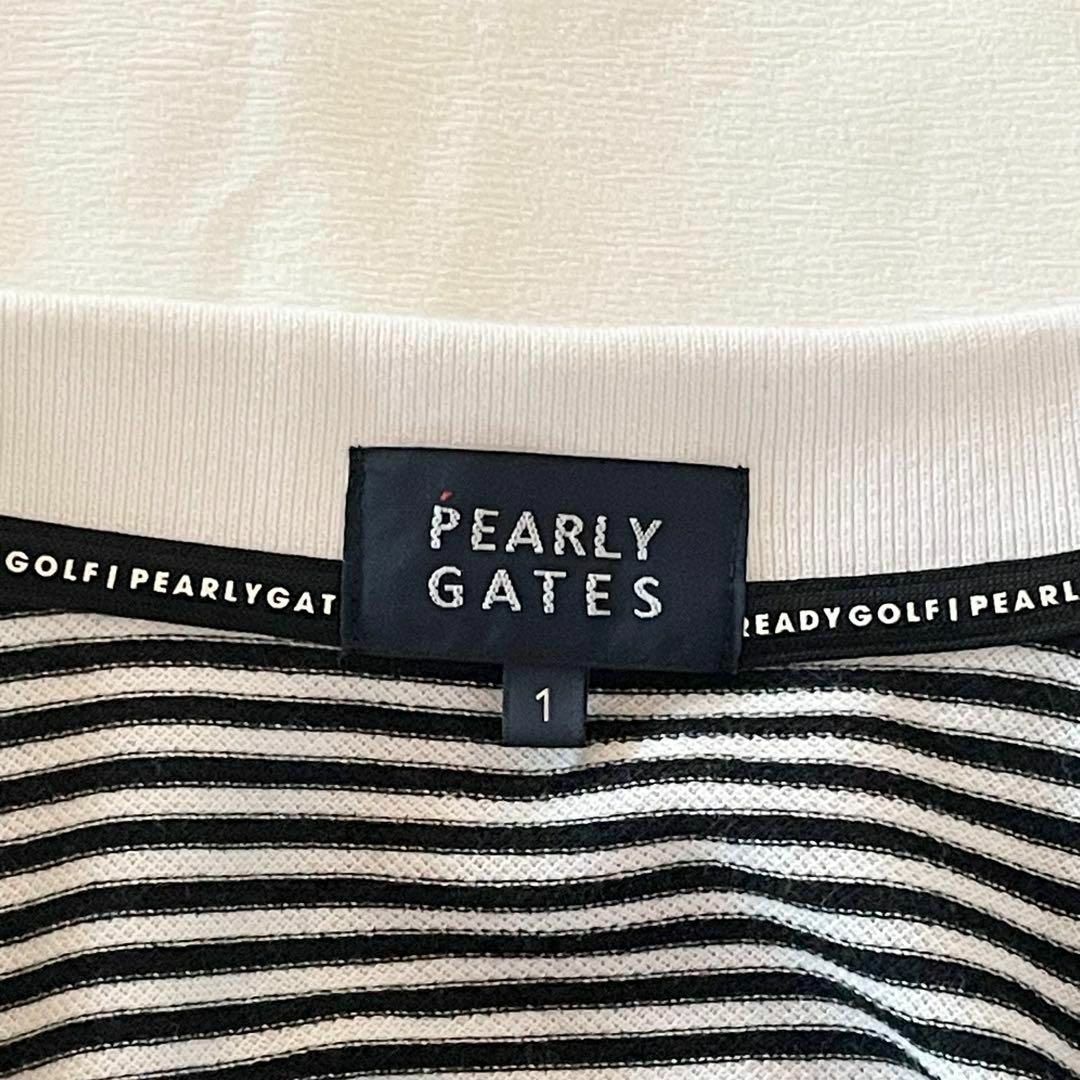 PEARLY
GATES
1
GOLF | PEARLYGAT
READYGOLF | PEARL